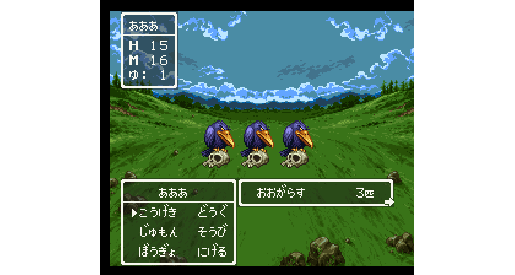 あああ
H 15
M 16
ゆ: 1
あああ
▶こうげき どうぐ
じゅもん そうび
ぼうぎょ にげる
おおがらす 3匹